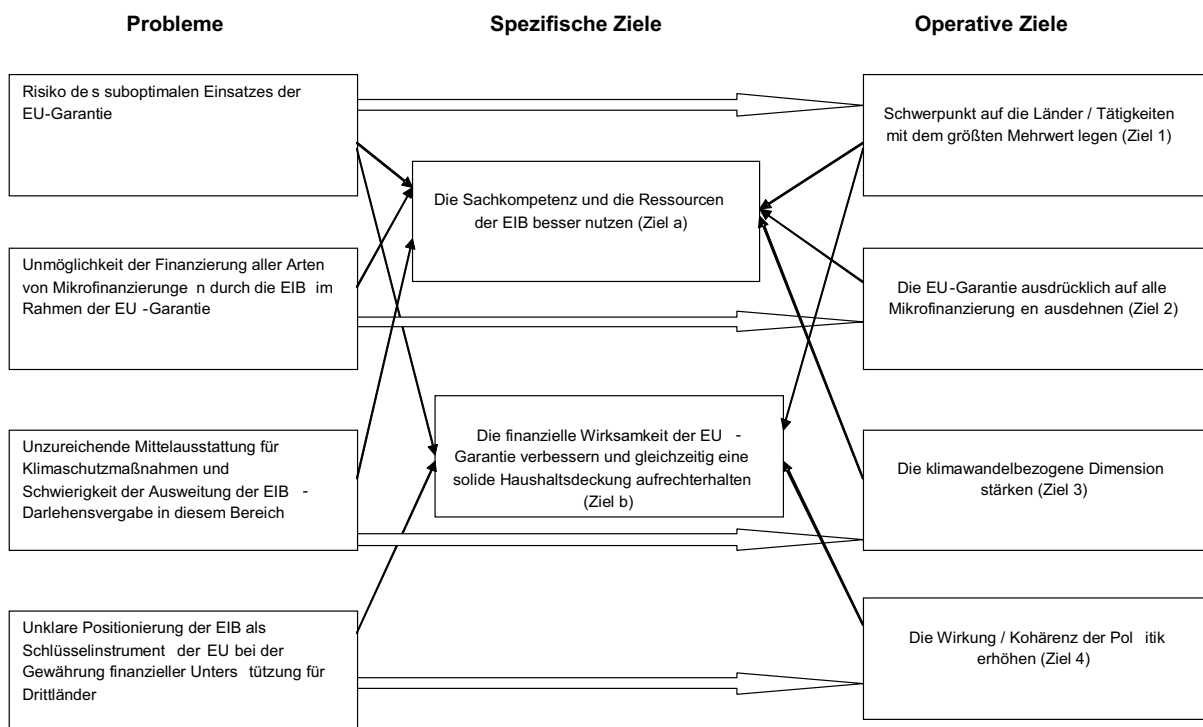 Probleme
Spezifische Ziele
Operative Ziele
Risiko de s suboptimalen Einsatzes der
EU-Garantie
Schwerpunkt auf die Länder / Tätigkeiten
mit dem größten Mehrwert legen (Ziel 1)
Die Sachkompetenz und die Ressourcen
der EIB besser nutzen (Ziel a)
Unmöglichkeit der Finanzierung aller Arten
von Mikrofinanzierunge n durch die EIB im
Rahmen der EU -Garantie
Die EU-Garantie ausdrücklich auf alle
Mikrofinanzierung en ausdehnen (Ziel 2)
Die finanzielle Wirksamkeit der EU -
Garantie verbessern und gleichzeitig eine
solide Haushaltsdeckung aufrechterhalten
(Ziel b)
Unzureichende Mittelausstattung für
Klimaschutzmaßnahmen und
Schwierigkeit der Ausweitung der EIB -
Darlehensvergabe in diesem Bereich
Die klimawandelbezogene Dimension
stärken (Ziel 3)
Unklare Positionierung der EIB als
Schlüsselinstrument der EU bei der
Gewährung finanzieller Unters tützung für
Drittländer
Die Wirkung / Kohärenz der Pol itik
erhöhen (Ziel 4)